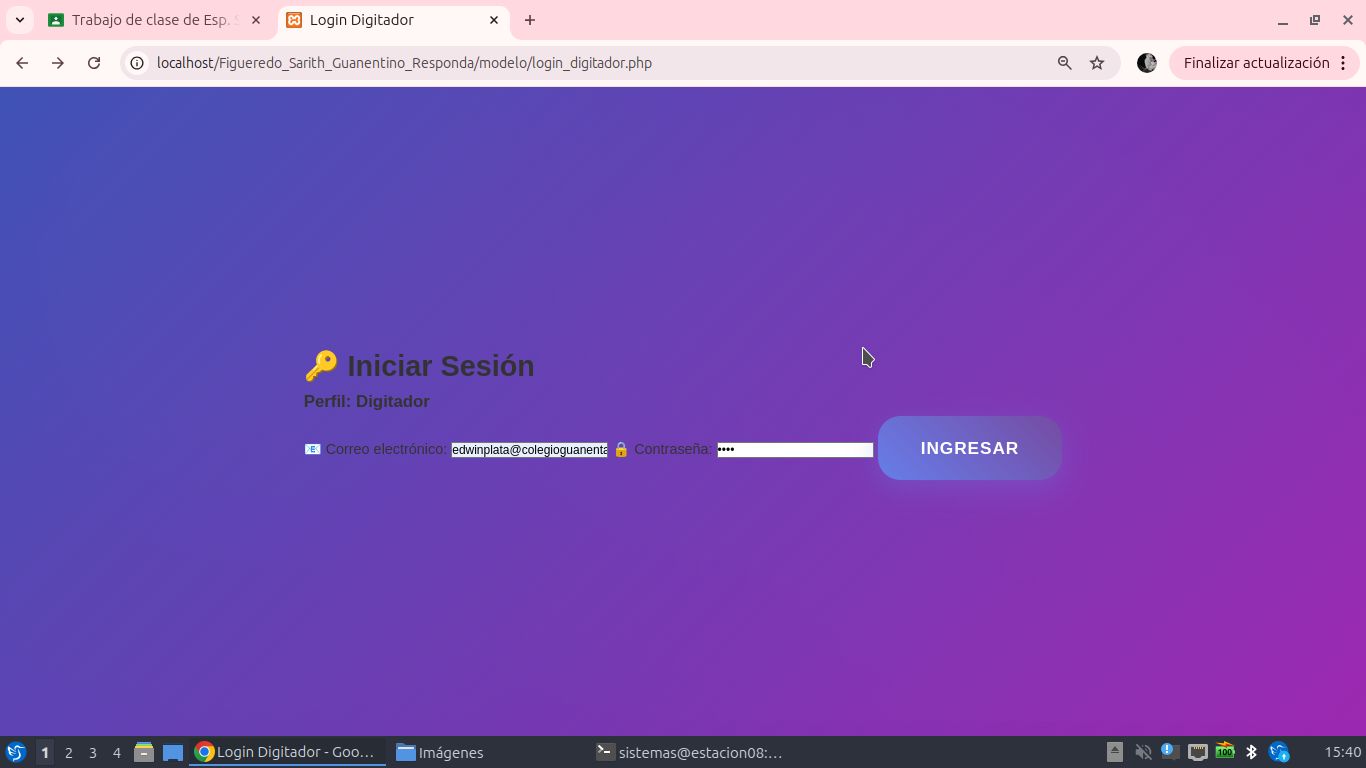 Trabajo de clase de Esp.
Login Digitador
localhost/Figueredo_Sarith_Guanentino_Responda/modelo/login_digitador.php
Finalizar actualización
Iniciar Sesión
Perfil: Digitador
Correo electrónico: edwinplata@colegioguanenta Contraseña: ••••
INGRESAR
1 2 3 4 Login Digitador - Goo... Imágenes sistemas@estacion08:... 100 15:40